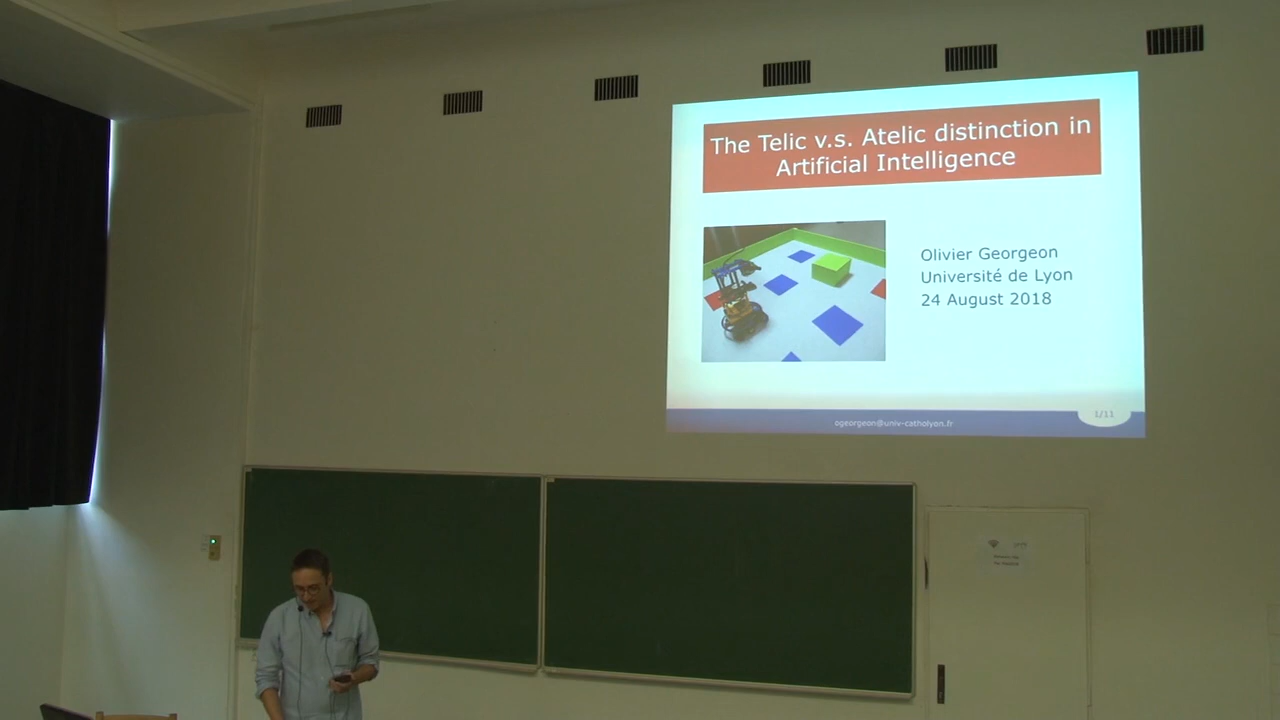 The Telic v.s. Atelic distinction in
Artificial Intelligence
Olivier Georgeon
Université de Lyon
24 August 2018
ogeorgeon@univ-catholyon.fr
1/11